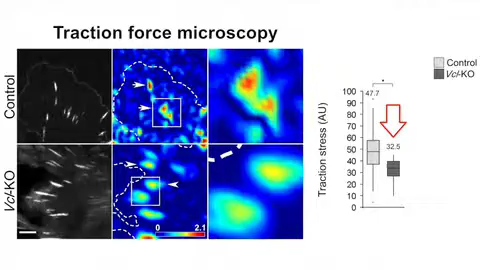 Traction force microscopy
Control
Vcl-KO
0 2.1
Control
Vcl-KO
Traction stress (AU)
100
90
80
70
60
50
40
30
20
10
0
47.7
*
32.5